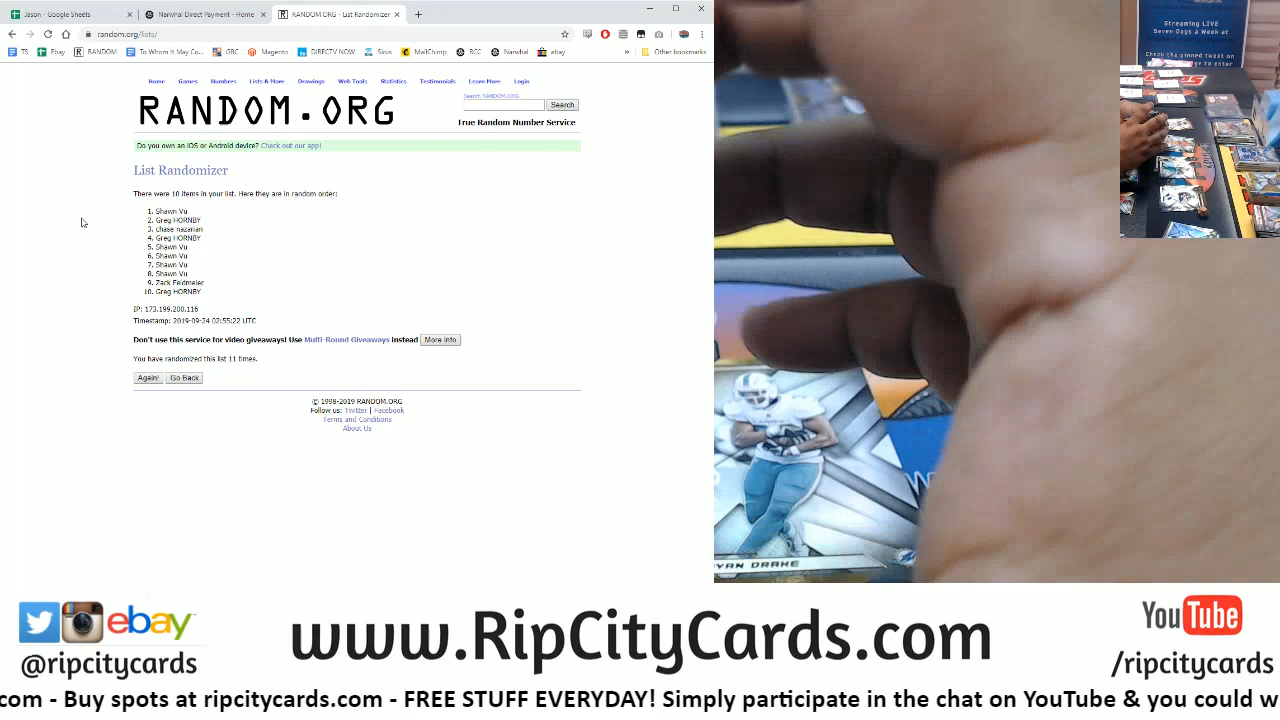 Jason - Google Sheets
Narwhal Direct Payment - Home
RANDOM.ORG - List Randomizer
random.org/lists/
TS
Ebay
RANDOM
To Whom It May Co...
GBC
Magento
DIRECTV NOW
Sirius
MailChimp
RCC
Narwhal
ebay
Other bookmarks
Home
Games
Numbers
Lists & More
Drawings
Web Tools
Statistics
Testimonials
Learn More
Login
Search RANDOM.ORG
RANDOM.ORG
Search
True Random Number Service
Do you own an iOS or Android device? Check out our app!
List Randomizer
There were 10 items in your list. Here they are in random order:
1. Shawn Vu
2. Greg HORNBY
3. chase nazarian
4. Greg HORNBY
5. Shawn Vu
6. Shawn Vu
7. Shawn Vu
8. Shawn Vu
9. Zack Feldmeier
10. Greg HORNBY
IP: 173.199.200.116
Timestamp: 2019-09-24 02:55:22 UTC
Don't use this service for video giveaways! Use Multi-Round Giveaways instead
More Info
You have randomized this list 11 times.
Again!
Go Back
© 1998-2019 RANDOM.ORG
Follow us: Twitter | Facebook
Terms and Conditions
About Us
Streaming LIVE
Seven Days a Week at
Check the pinned tweet on
to enter
YAN DRAKE
ebay
@ripcitycards
www.RipCityCards.com
YouTube
/ripcitycards
com - Buy spots at ripcitycards.com - FREE STUFF EVERYDAY! Simply participate in the chat on YouTube & you could w